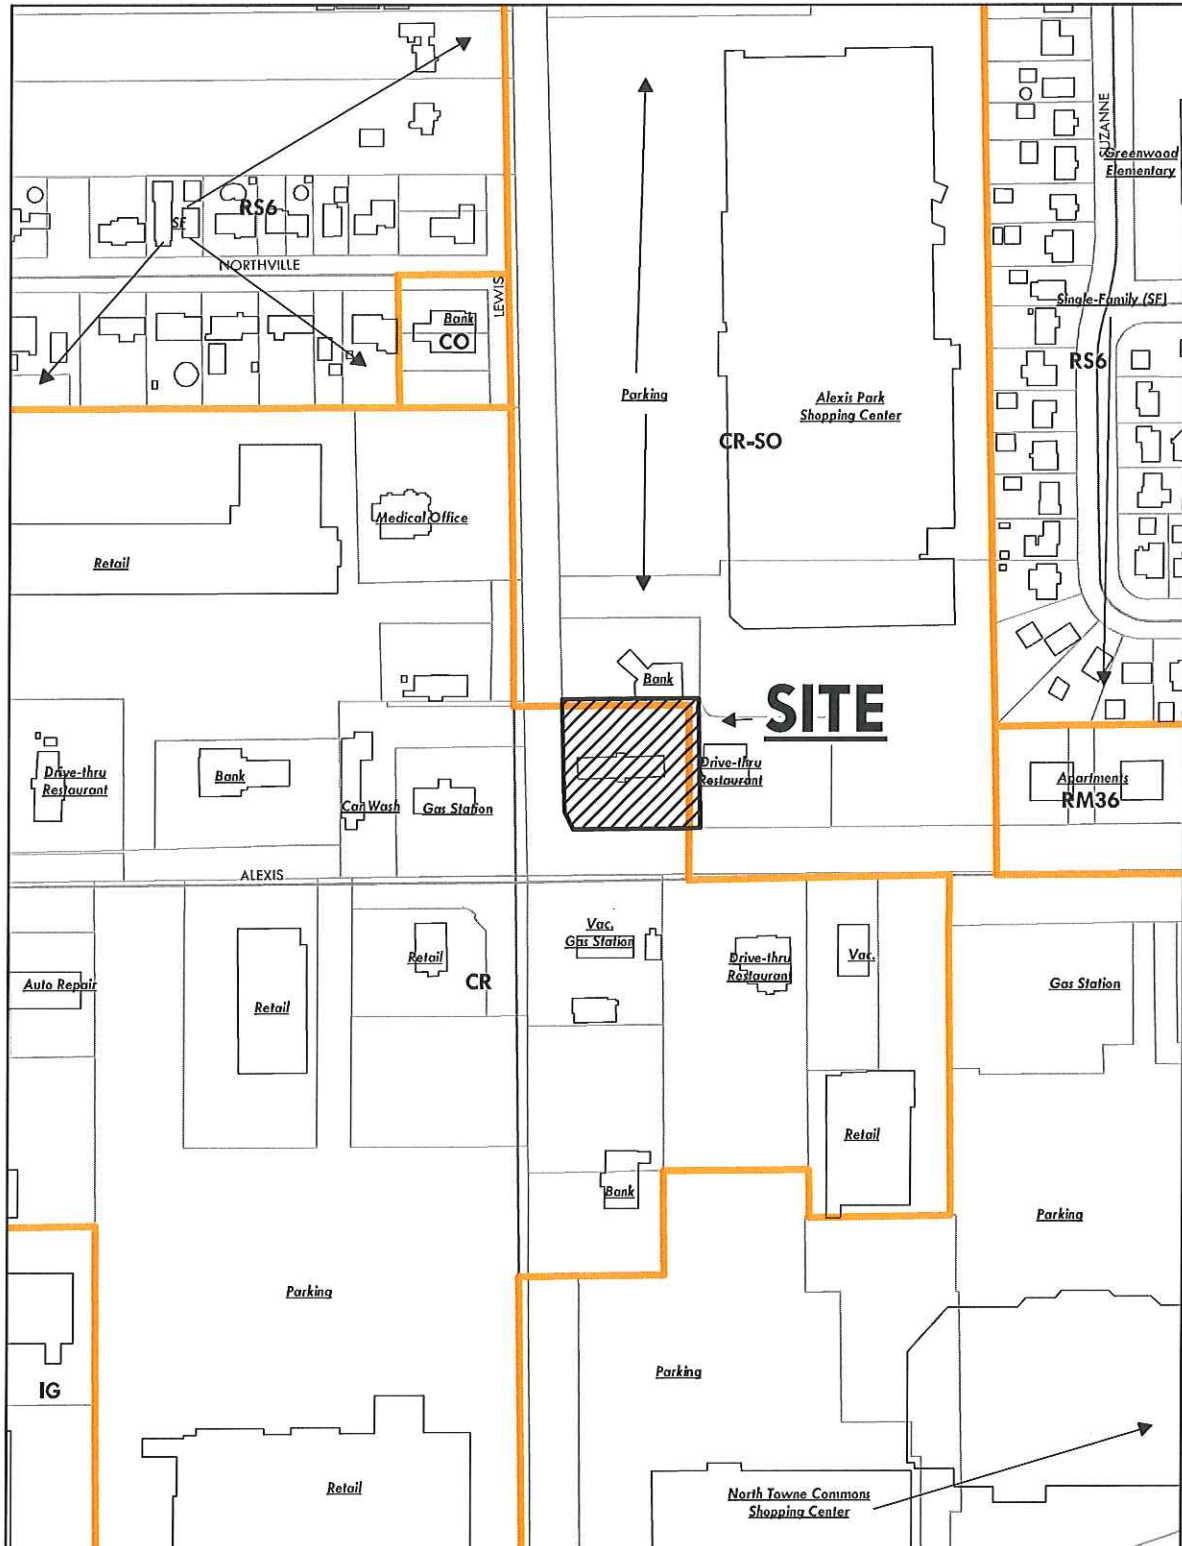 SUZANNE
Greenwood
Elementary
RS6
SF
NORTHVILLE
LEWIS
Single-Family (SF)
Bank
CO
RS6
Parking
Alexis Park
Shopping Center
CR-SO
Medical Office
Retail
Bank
SITE
Drive-thru
Restaurant
Bank
Car Wash
Gas Station
Drive-thru
Restaurant
Apartments
RM36
ALEXIS
Vac.
Gas Station
Retail
Drive-thru
Restaurant
Vac.
CR
Auto Repair
Gas Station
Retail
Retail
Bank
Parking
Parking
Parking
IG
Retail
North Towne Commons
Shopping Center